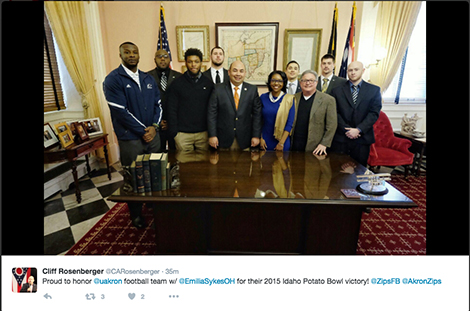 Cliff Rosenberger @CARosenberger · 35m
Proud to honor @uakron football team w/ @EmiliaSykesOH for their 2015 Idaho Potato Bowl victory! @ZipsFB @AkronZips
3 2